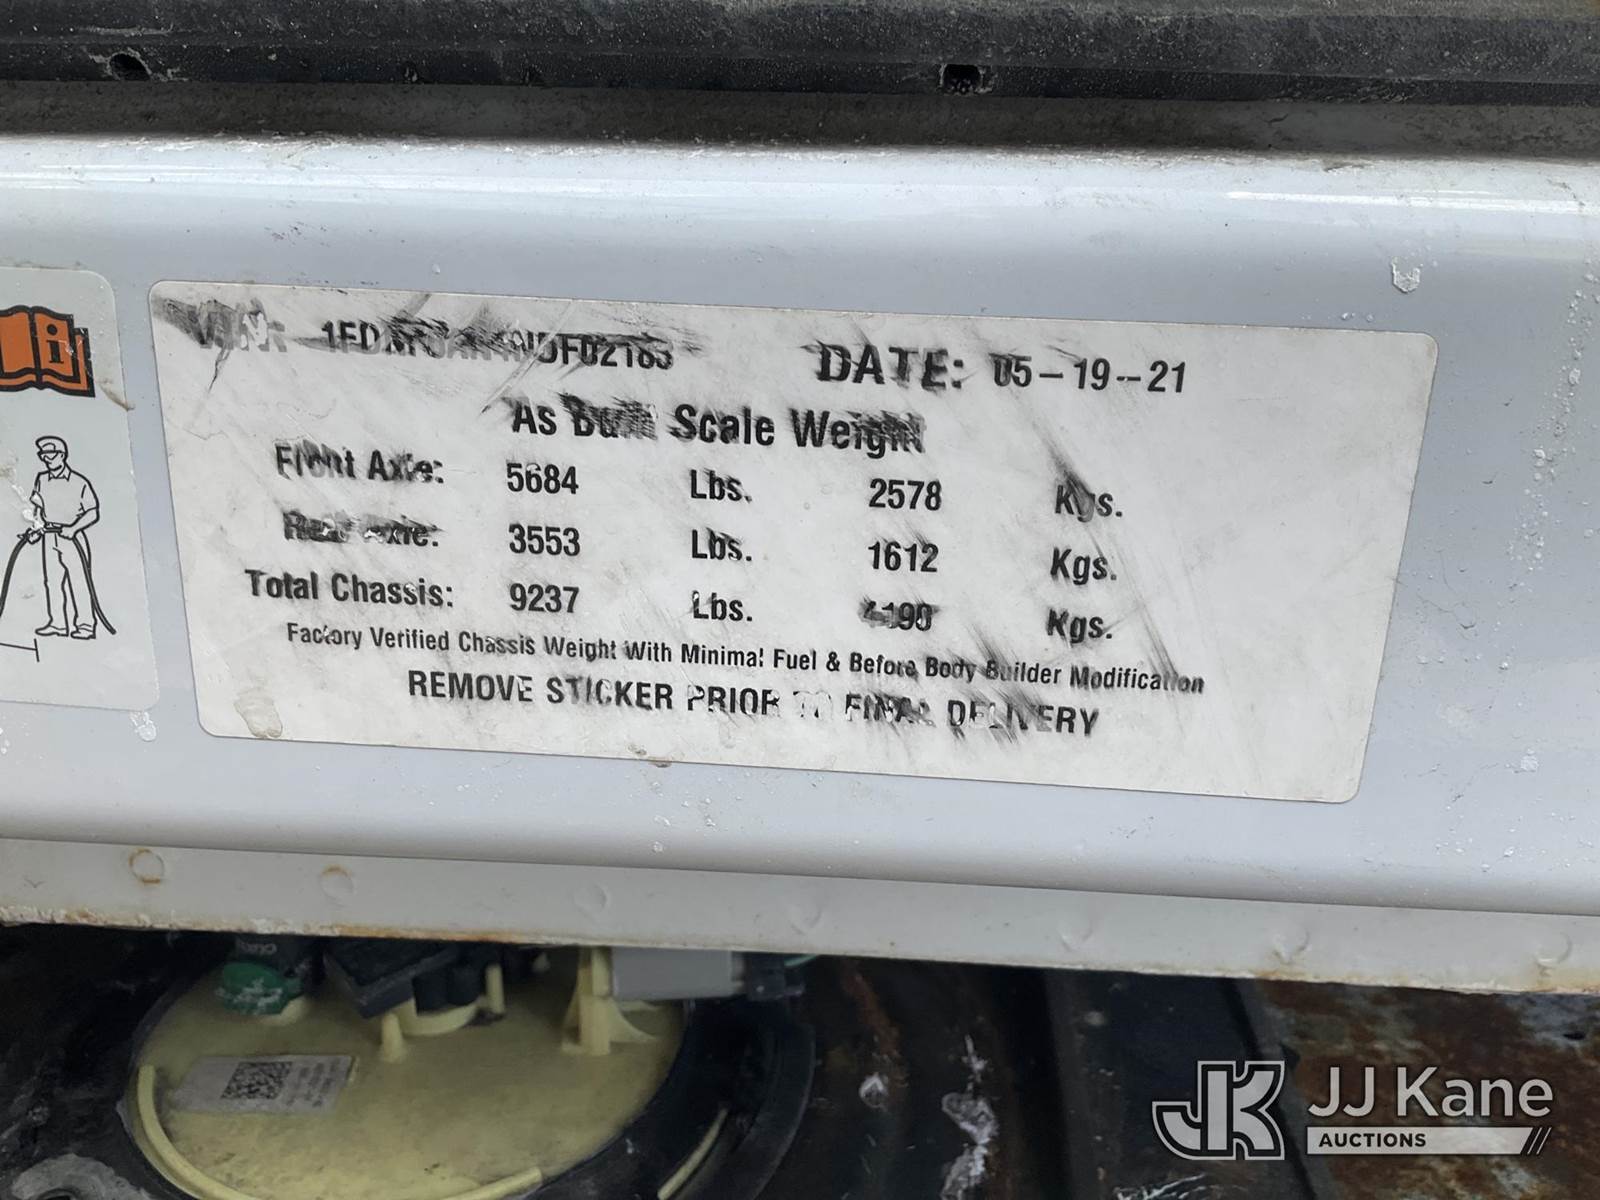 DATE: 05-19--21
As Built Scale Weight
Front Axle: 5684 Lbs. 2578 Kgs.
Rear Axle: 3553 Lbs. 1612 Kgs.
Total Chassis: 9237 Lbs. Kgs.
Factory Verified Chassis Weight With Minimal Fuel & Before Body Builder Modification
REMOVE STICKER PRIOR TO FINAL DELIVERY
JJ Kane
AUCTIONS